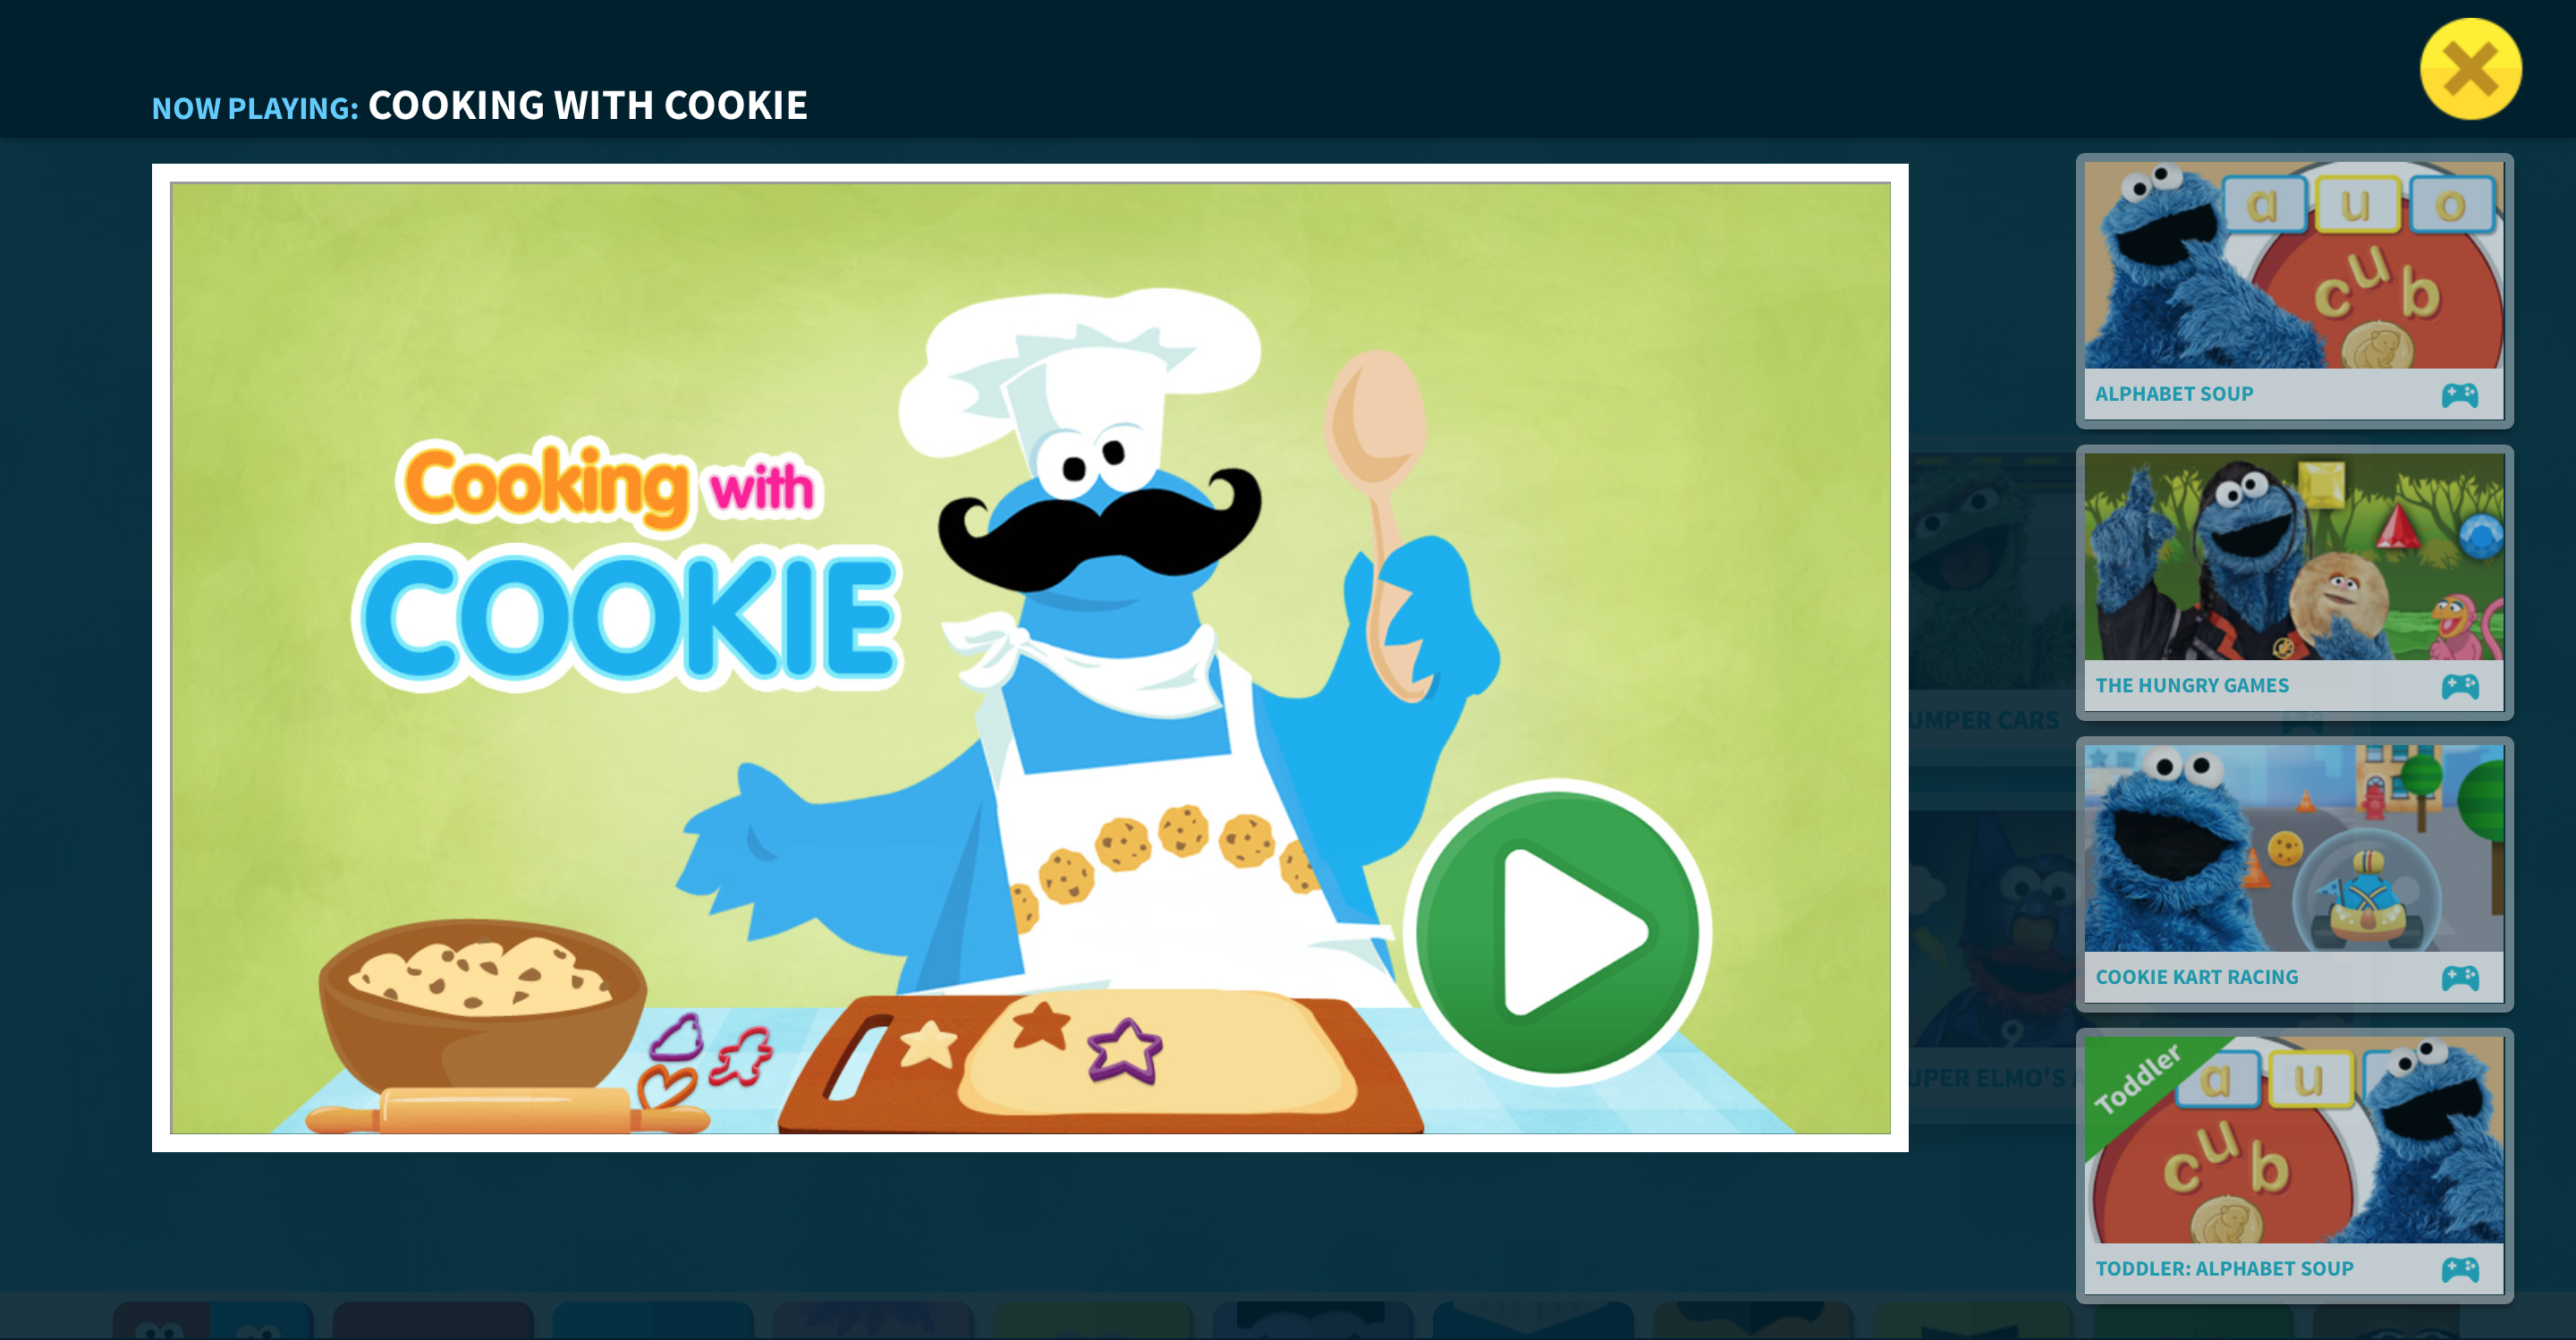 NOW PLAYING: COOKING WITH COOKIE
Cooking with
COOKIE
a u o
cub
ALPHABET SOUP
THE HUNGRY GAMES
UMPER CARS
COOKIE KART RACING
9
UPER ELMO'S A
Toddler
a u
cub
TODDLER: ALPHABET SOUP